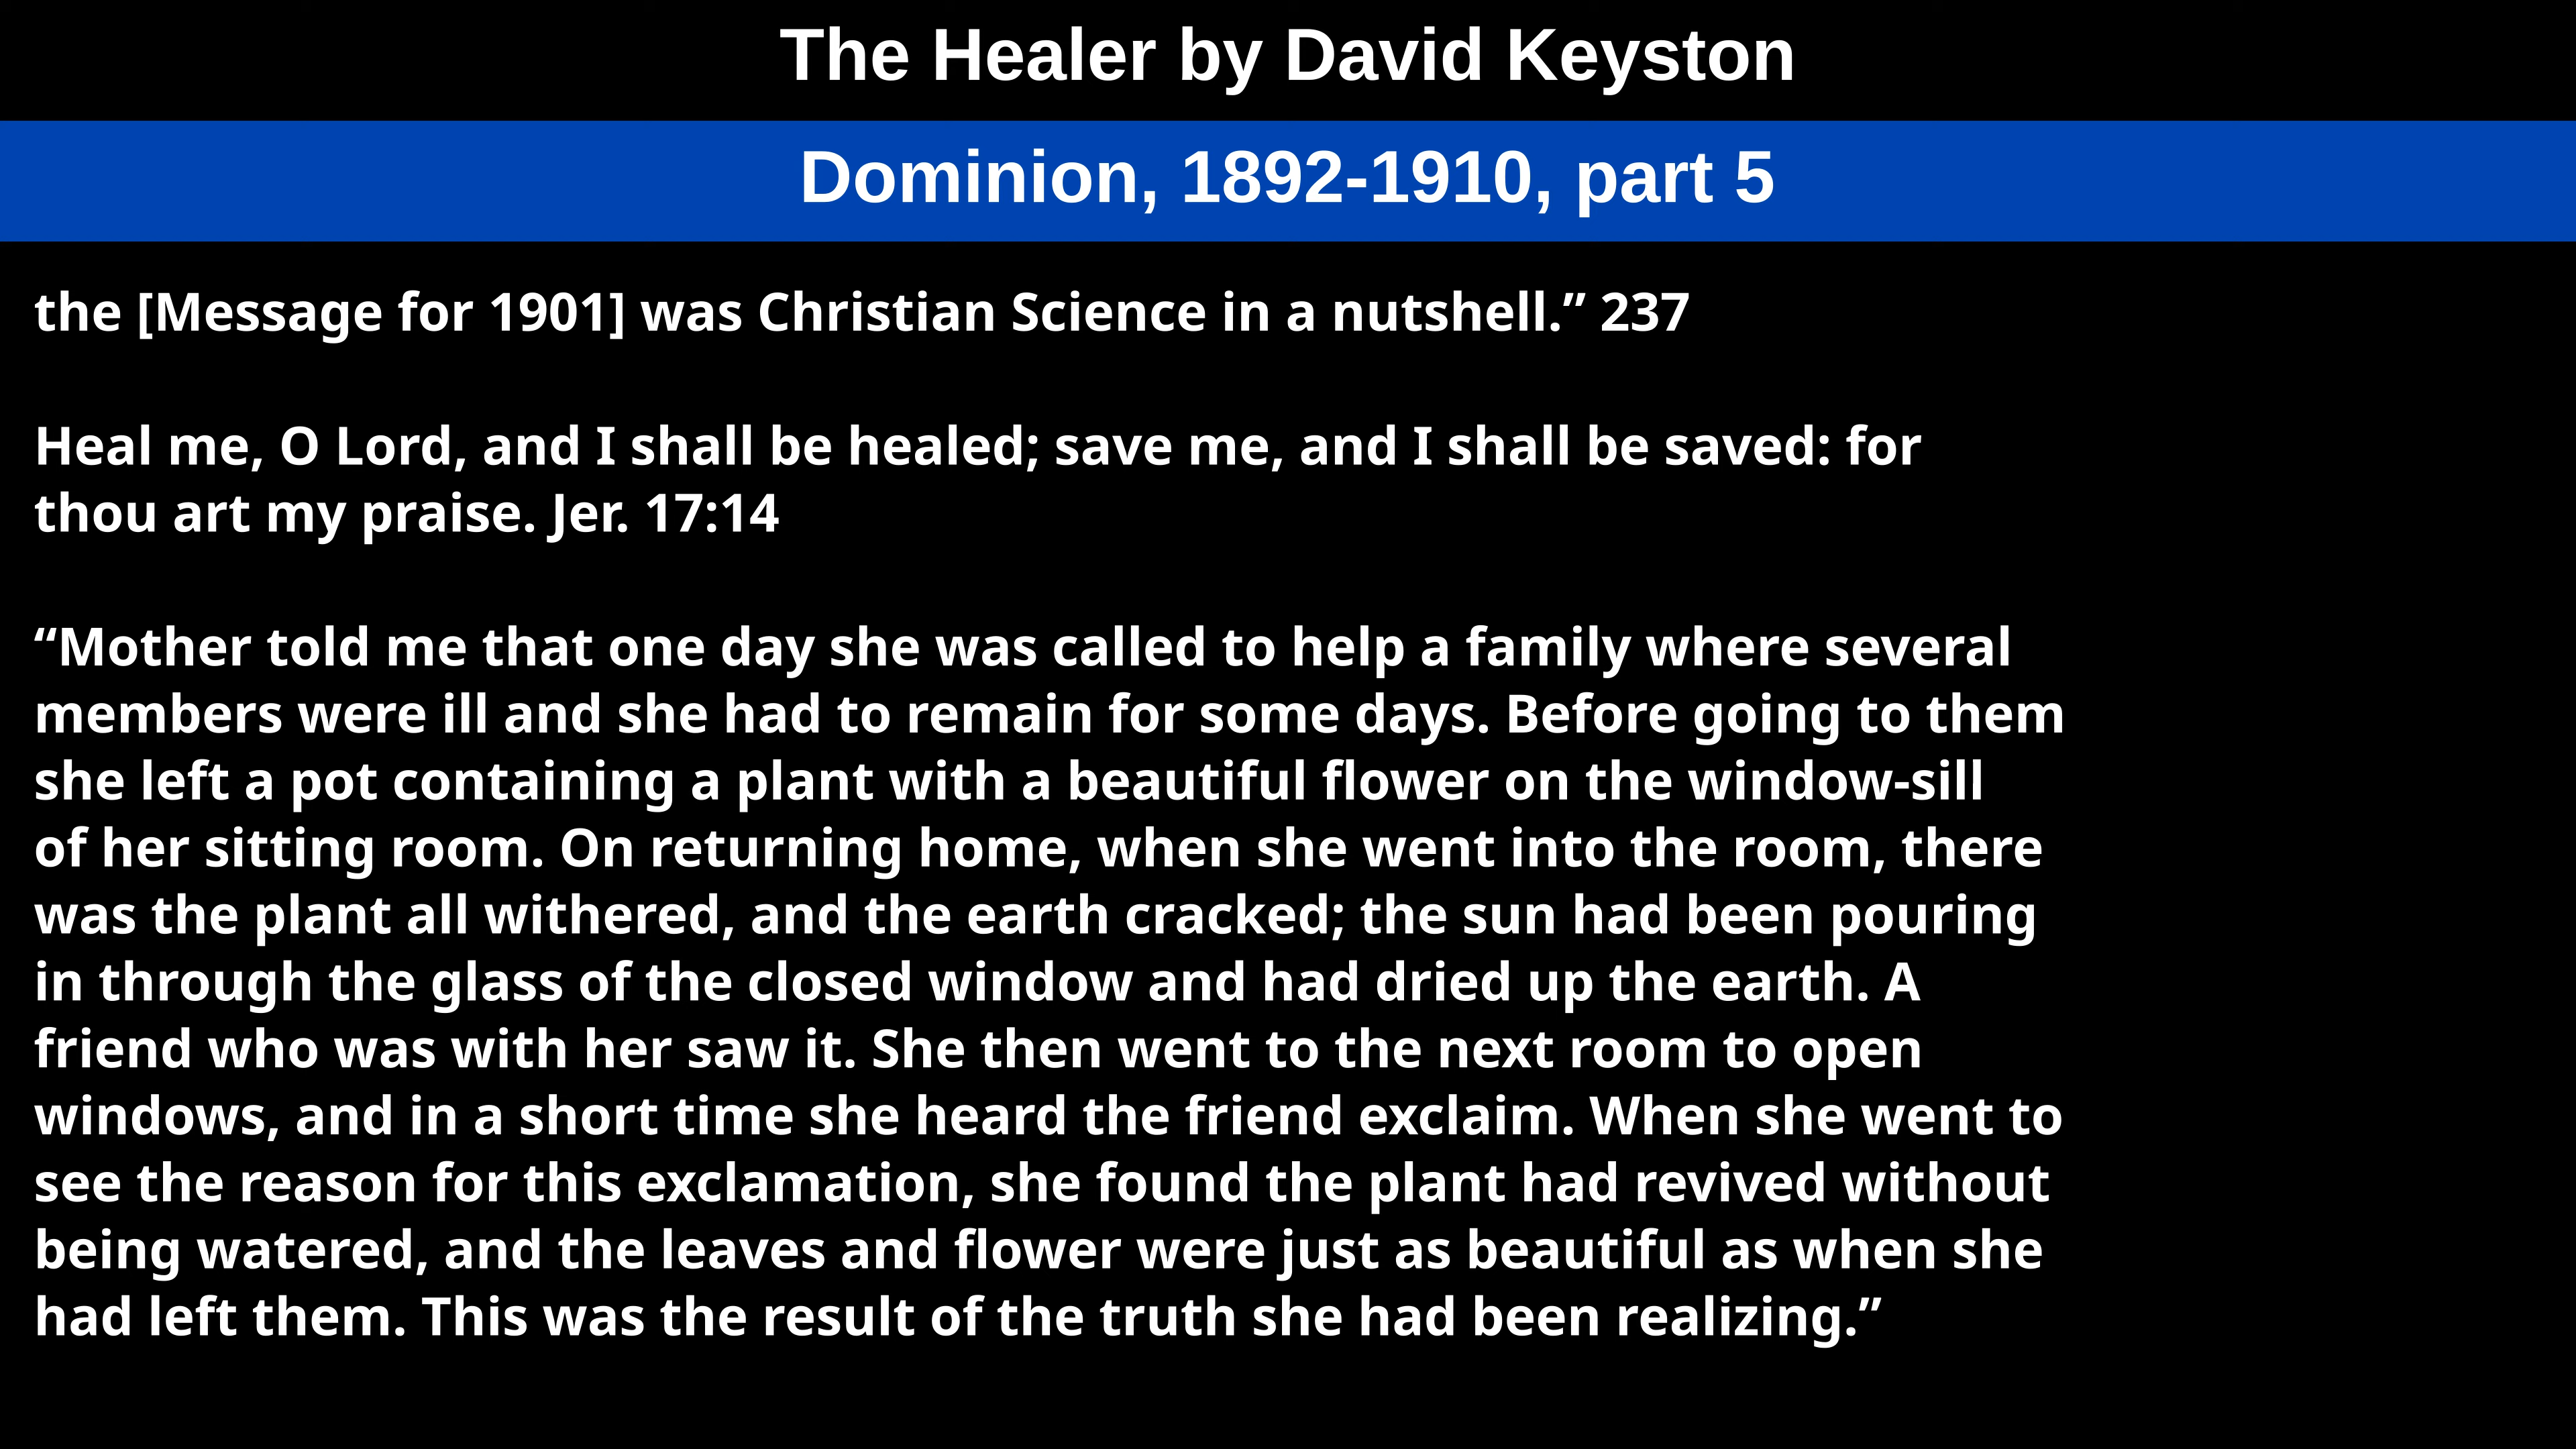 The Healer by David Keyston
Dominion, 1892-1910, part 5
the [Message for 1901] was Christian Science in a nutshell.” 237
Heal me, O Lord, and I shall be healed; save me, and I shall be saved: for
thou art my praise. Jer. 17:14
“Mother told me that one day she was called to help a family where several
members were ill and she had to remain for some days. Before going to them
she left a pot containing a plant with a beautiful flower on the window-sill
of her sitting room. On returning home, when she went into the room, there
was the plant all withered, and the earth cracked; the sun had been pouring
in through the glass of the closed window and had dried up the earth. A
friend who was with her saw it. She then went to the next room to open
windows, and in a short time she heard the friend exclaim. When she went to
see the reason for this exclamation, she found the plant had revived without
being watered, and the leaves and flower were just as beautiful as when she
had left them. This was the result of the truth she had been realizing.”